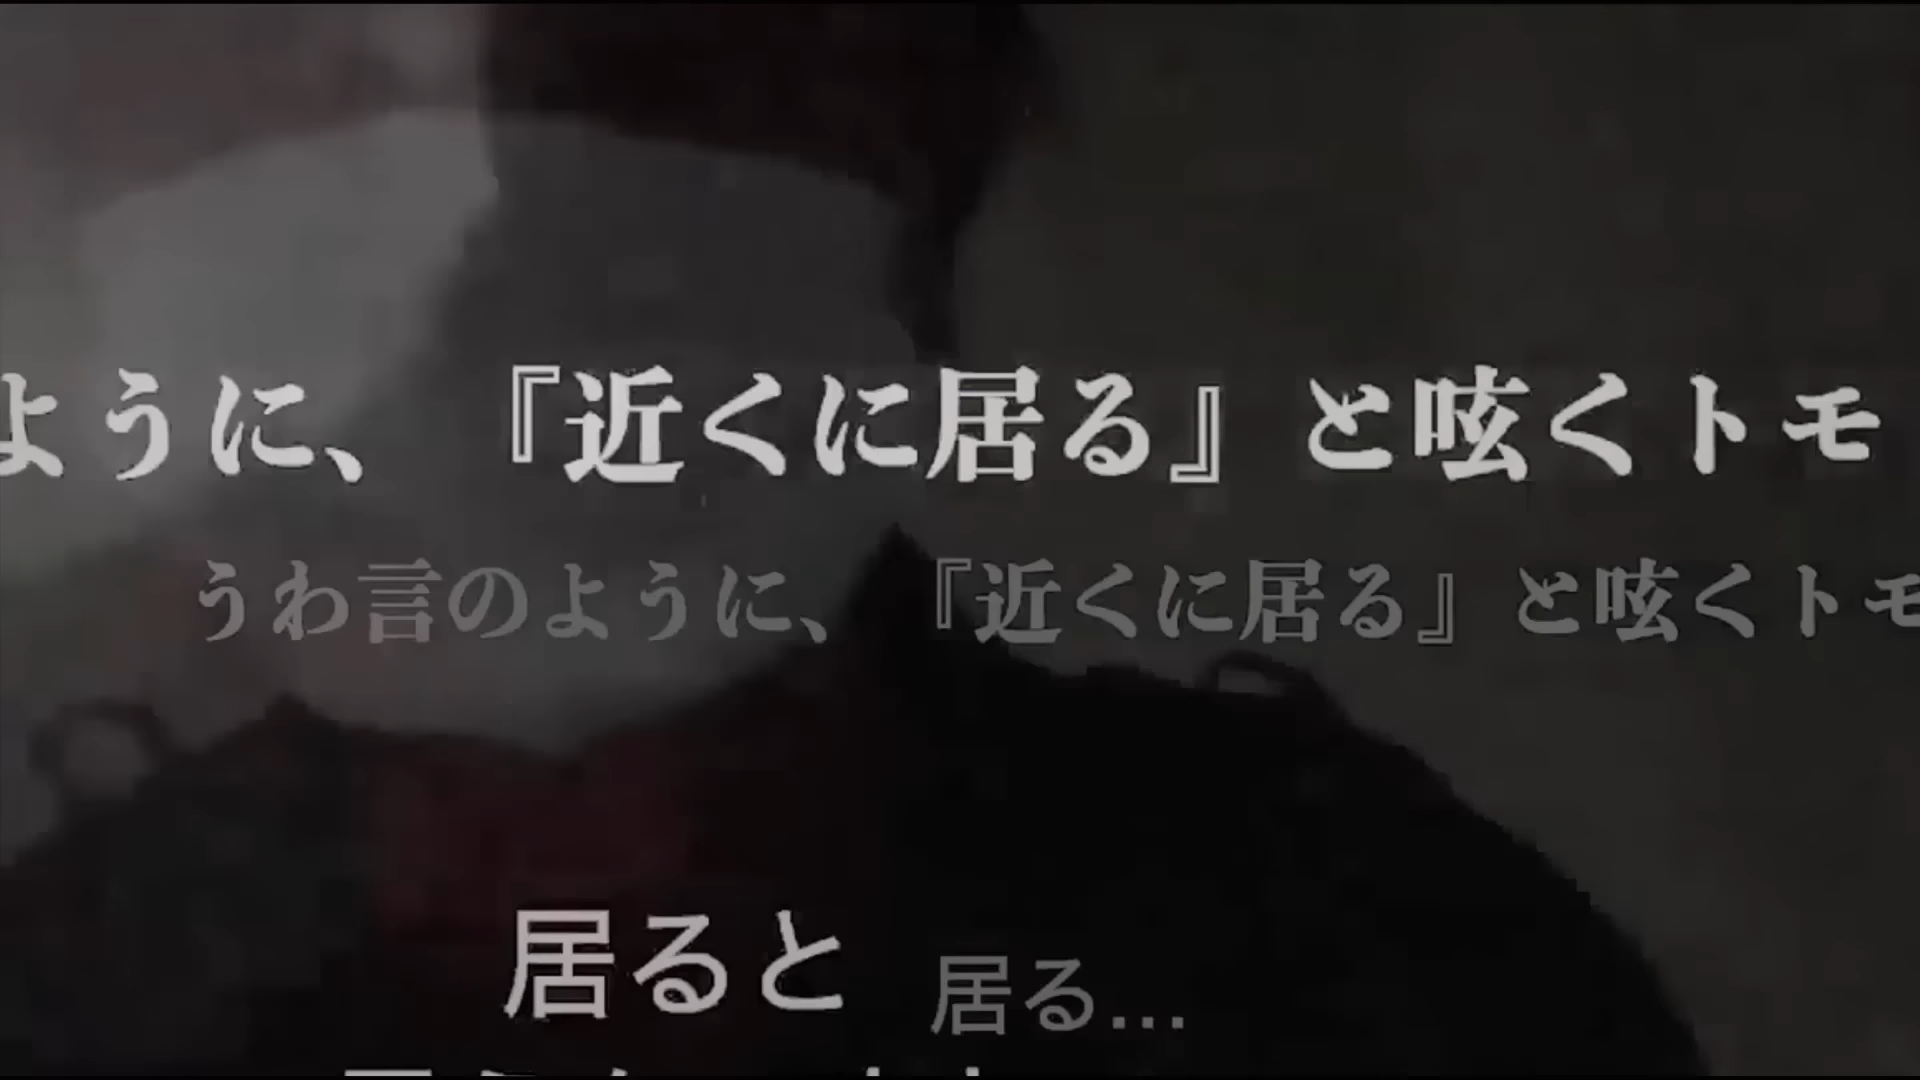 ように、『近くに居る』と呟くトモ
うわ言のように、『近くに居る』と呟くトモ
居ると
居る...